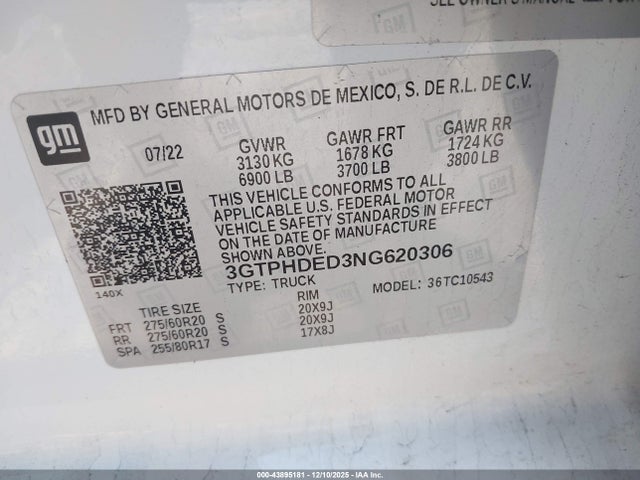 SEE OWNER'S MANUAL
GM
gm
MFD BY GENERAL MOTORS DE MEXICO, S. DE R.L. DE C.V.
07/22 GVWR GAWR FRT GAWR RR
3130 KG 1678 KG 1724 KG
6900 LB 3700 LB 3800 LB
THIS VEHICLE CONFORMS TO ALL
APPLICABLE U.S. FEDERAL MOTOR
VEHICLE SAFETY STANDARDS IN EFFECT
ON THE DATE OF MANUFACTURE
SHOWN ABOVE.
3GTPHDED3NG620306
140X TYPE: TRUCK MODEL: 36TC10543
TIRE SIZE RIM
FRT 275/60R20 S 20X9J
RR 275/60R20 S 20X9J
SPA 255/80R17 S 17X8J
000-43895181 - 12/10/2025 - IAA Inc.